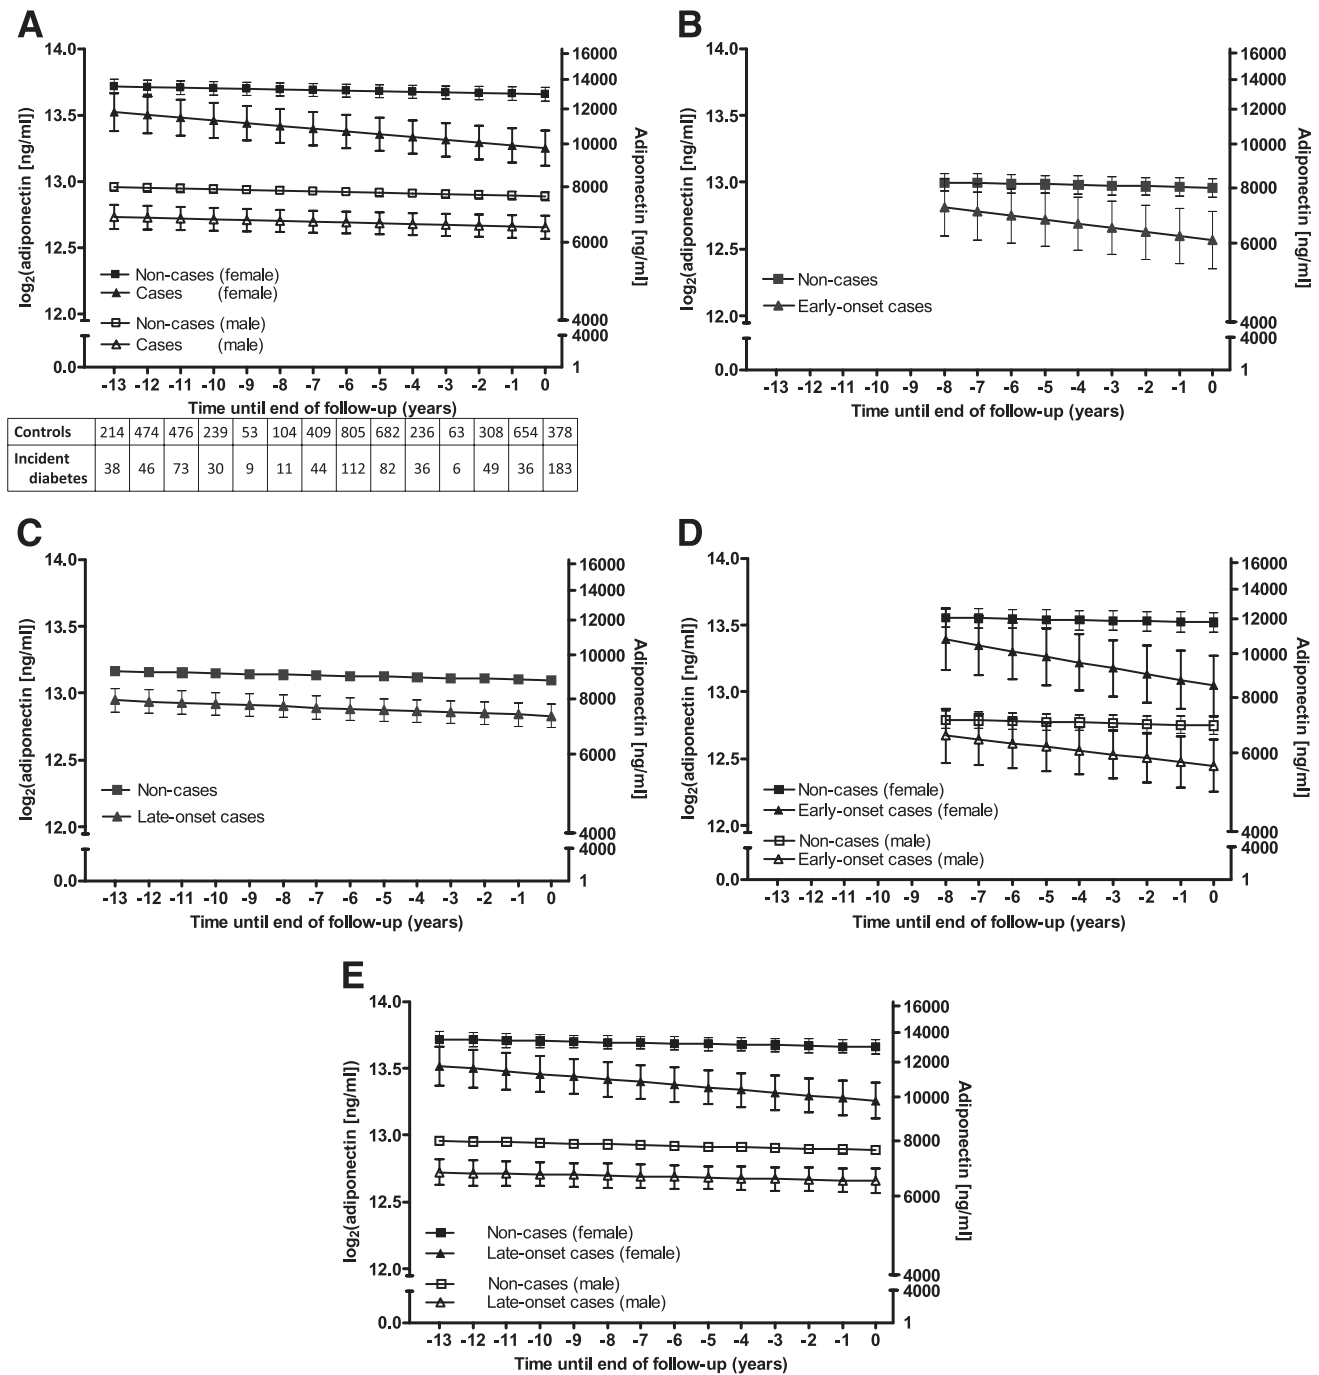 A
14.0
13.5
13.0
12.5
12.0
0.0
log2(adiponectin [ng/ml])
16000
14000
12000
10000
8000
6000
4000
4000
1
Adiponectin [ng/ml]
Non-cases (female)
Cases (female)
Non-cases (male)
Cases (male)
-13 -12 -11 -10 -9 -8 -7 -6 -5 -4 -3 -2 -1 0
Time until end of follow-up (years)
Controls 214 474 476 239 53 104 409 805 682 236 63 308 654 378
Incident
diabetes 38 46 73 30 9 11 44 112 82 36 6 49 36 183
B
14.0
13.5
13.0
12.5
12.0
0.0
log2(adiponectin [ng/ml])
16000
14000
12000
10000
8000
6000
4000
4000
1
Adiponectin [ng/ml]
Non-cases
Early-onset cases
-13 -12 -11 -10 -9 -8 -7 -6 -5 -4 -3 -2 -1 0
Time until end of follow-up (years)
C
14.0
13.5
13.0
12.5
12.0
0.0
log2(adiponectin [ng/ml])
16000
14000
12000
10000
8000
6000
4000
4000
1
Adiponectin [ng/ml]
Non-cases
Late-onset cases
-13 -12 -11 -10 -9 -8 -7 -6 -5 -4 -3 -2 -1 0
Time until end of follow-up (years)
D
14.0
13.5
13.0
12.5
12.0
0.0
log2(adiponectin [ng/ml])
16000
14000
12000
10000
8000
6000
4000
4000
1
Adiponectin [ng/ml]
Non-cases (female)
Early-onset cases (female)
Non-cases (male)
Early-onset cases (male)
-13 -12 -11 -10 -9 -8 -7 -6 -5 -4 -3 -2 -1 0
Time until end of follow-up (years)
E
14.0
13.5
13.0
12.5
12.0
0.0
log2(adiponectin [ng/ml])
16000
14000
12000
10000
8000
6000
4000
4000
1
Adiponectin [ng/ml]
Non-cases (female)
Late-onset cases (female)
Non-cases (male)
Late-onset cases (male)
-13 -12 -11 -10 -9 -8 -7 -6 -5 -4 -3 -2 -1 0
Time until end of follow-up (years)